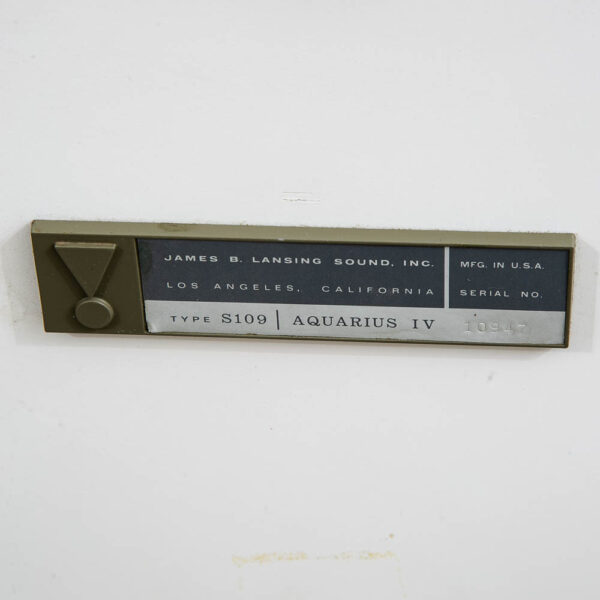 JAMES B. LANSING SOUND, INC.
LOS ANGELES, CALIFORNIA
MFG. IN U.S.A.
SERIAL NO.
TYPE S109 | AQUARIUS IV 10947